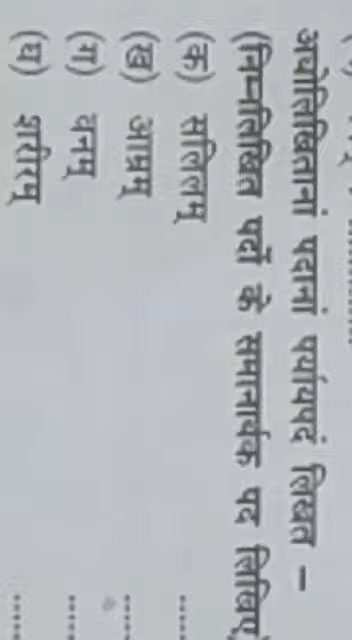 अधोलिखितानां पदानां पर्यायपदं लिखत –
(निम्नलिखित पदों के समानार्थक पद लिखिए
(क) सलिलम् ....
(ख) आम्रम् ....
(ग) वनम् ....
(घ) शरीरम् ....